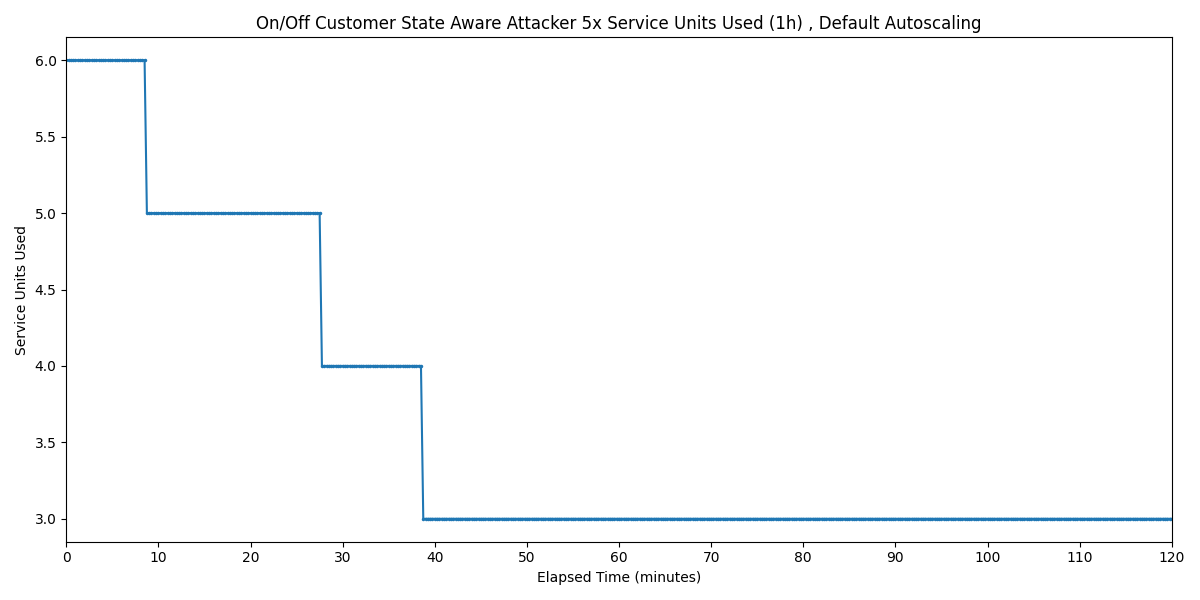 On/Off Customer State Aware Attacker 5x Service Units Used (1h) , Default Autoscaling
6.0
5.5
5.0
4.5
4.0
3.5
3.0
Service Units Used
0 10 20 30 40 50 60 70 80 90 100 110 120
Elapsed Time (minutes)